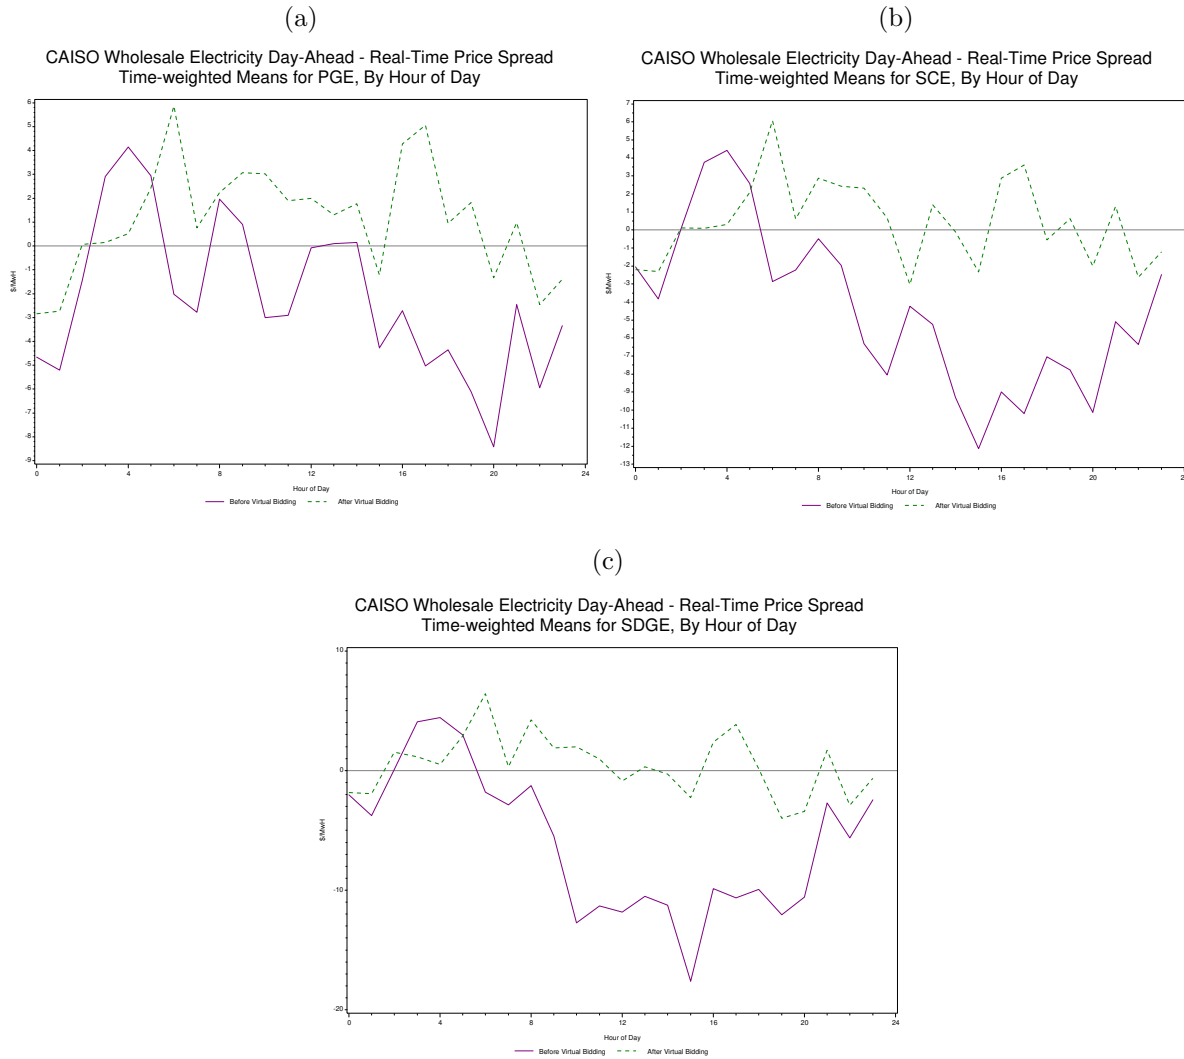 (a)
CAISO Wholesale Electricity Day-Ahead - Real-Time Price Spread
Time-weighted Means for PGE, By Hour of Day
6
5
4
3
2
1
0
-1
-2
-3
-4
-5
-6
-7
-8
-9
$/MwH
0
4
8
12
16
20
24
Hour of Day
Before Virtual Bidding
After Virtual Bidding
(b)
CAISO Wholesale Electricity Day-Ahead - Real-Time Price Spread
Time-weighted Means for SCE, By Hour of Day
7
6
5
4
3
2
1
0
-1
-2
-3
-4
-5
-6
-7
-8
-9
-10
-11
-12
-13
$/MwH
0
4
8
12
16
20
2
Hour of Day
Before Virtual Bidding
After Virtual Bidding
(c)
CAISO Wholesale Electricity Day-Ahead - Real-Time Price Spread
Time-weighted Means for SDGE, By Hour of Day
10
0
-10
-20
$/MwH
0
4
8
12
16
20
24
Hour of Day
Before Virtual Bidding
After Virtual Bidding